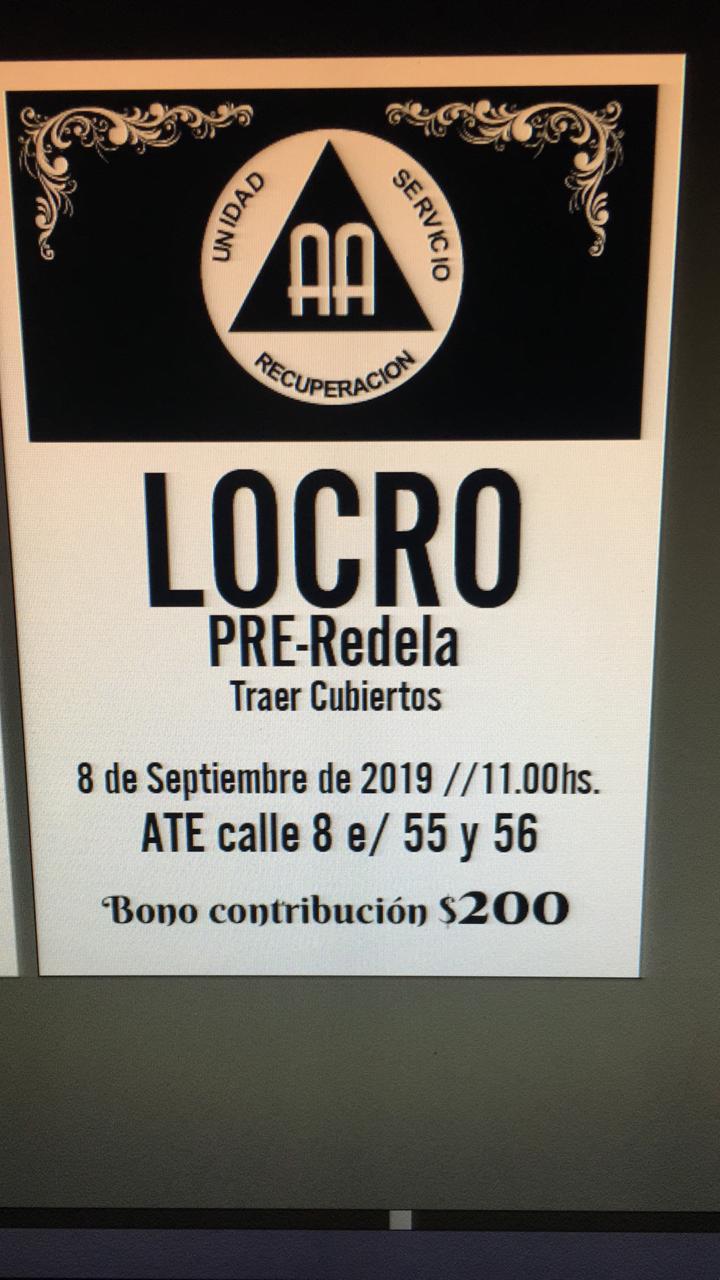 UNIDAD
SERVICIO
AA
RECUPERACION
LOCRO
PRE-Redela
Traer Cubiertos
8 de Septiembre de 2019 //11.00hs.
ATE calle 8 e/ 55 y 56
Bono contribución $200